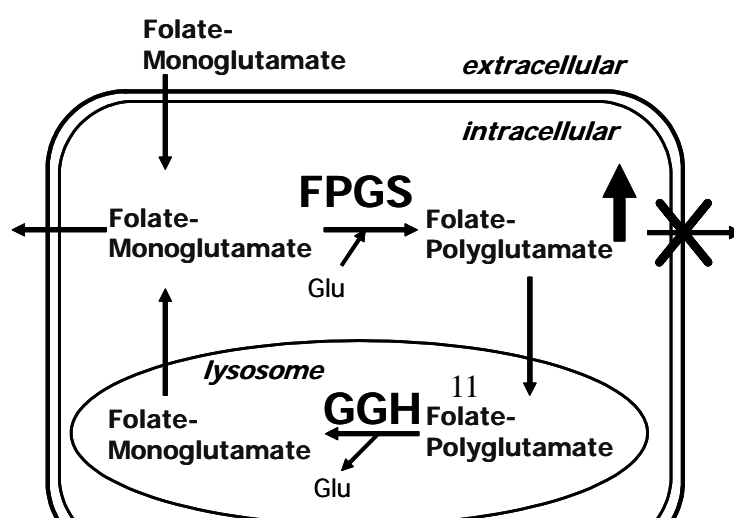 Folate-
Monoglutamate
extracellular
intracellular
FPGS
Folate-
Monoglutamate
Folate-
Polyglutamate
Glu
lysosome
11
GGH
Folate-
Monoglutamate
Folate-
Polyglutamate
Glu